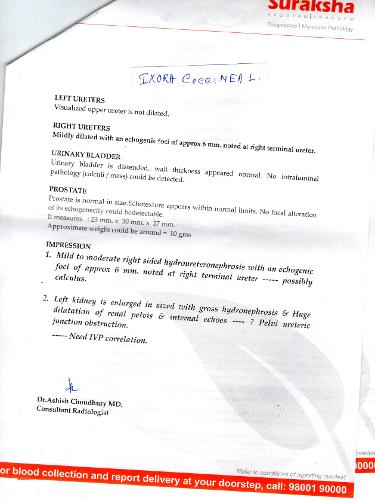 Suraksha
Diagnostics | Molecular Pathology
IXORA CocciNEA L.
LEFT URETERS
Visualized upper ureter is not dilated.
RIGHT URETERS
Mildly dilated with an echogenic foci of approx 6 mm. noted at right terminal ureter.
URINARY BLADDER
Urinary bladder is distended, wall thickness appeared normal. No intraluminal
pathology (calculi / mass) could be detected.
PROSTATE
Prostate is normal in size.Echotexture appears within normal limits. No focal alteration
of its echogenecity could bedetectable.
It measures : 23 mm. x 30 mm. x 27 mm.
Approximate weight could be around = 10 gms
IMPRESSION
1. Mild to moderate right sided hydroureteronephrosis with an echogenic
foci of approx 6 mm. noted at right terminal ureter ----- possibly
calculus.
2. Left kidney is enlarged in sized with gross hydronephrosis & Huge
dilatation of renal pelvis & internal echoes ---- ? Pelvi ureteric
junction obstruction.
----- Need IVP correlation.
Dr.Ashish Choudhury MD.
Consultant Radiologist
Refer to conditions of reporting overleaf
or blood collection and report delivery at your doorstep, call: 98001 90000